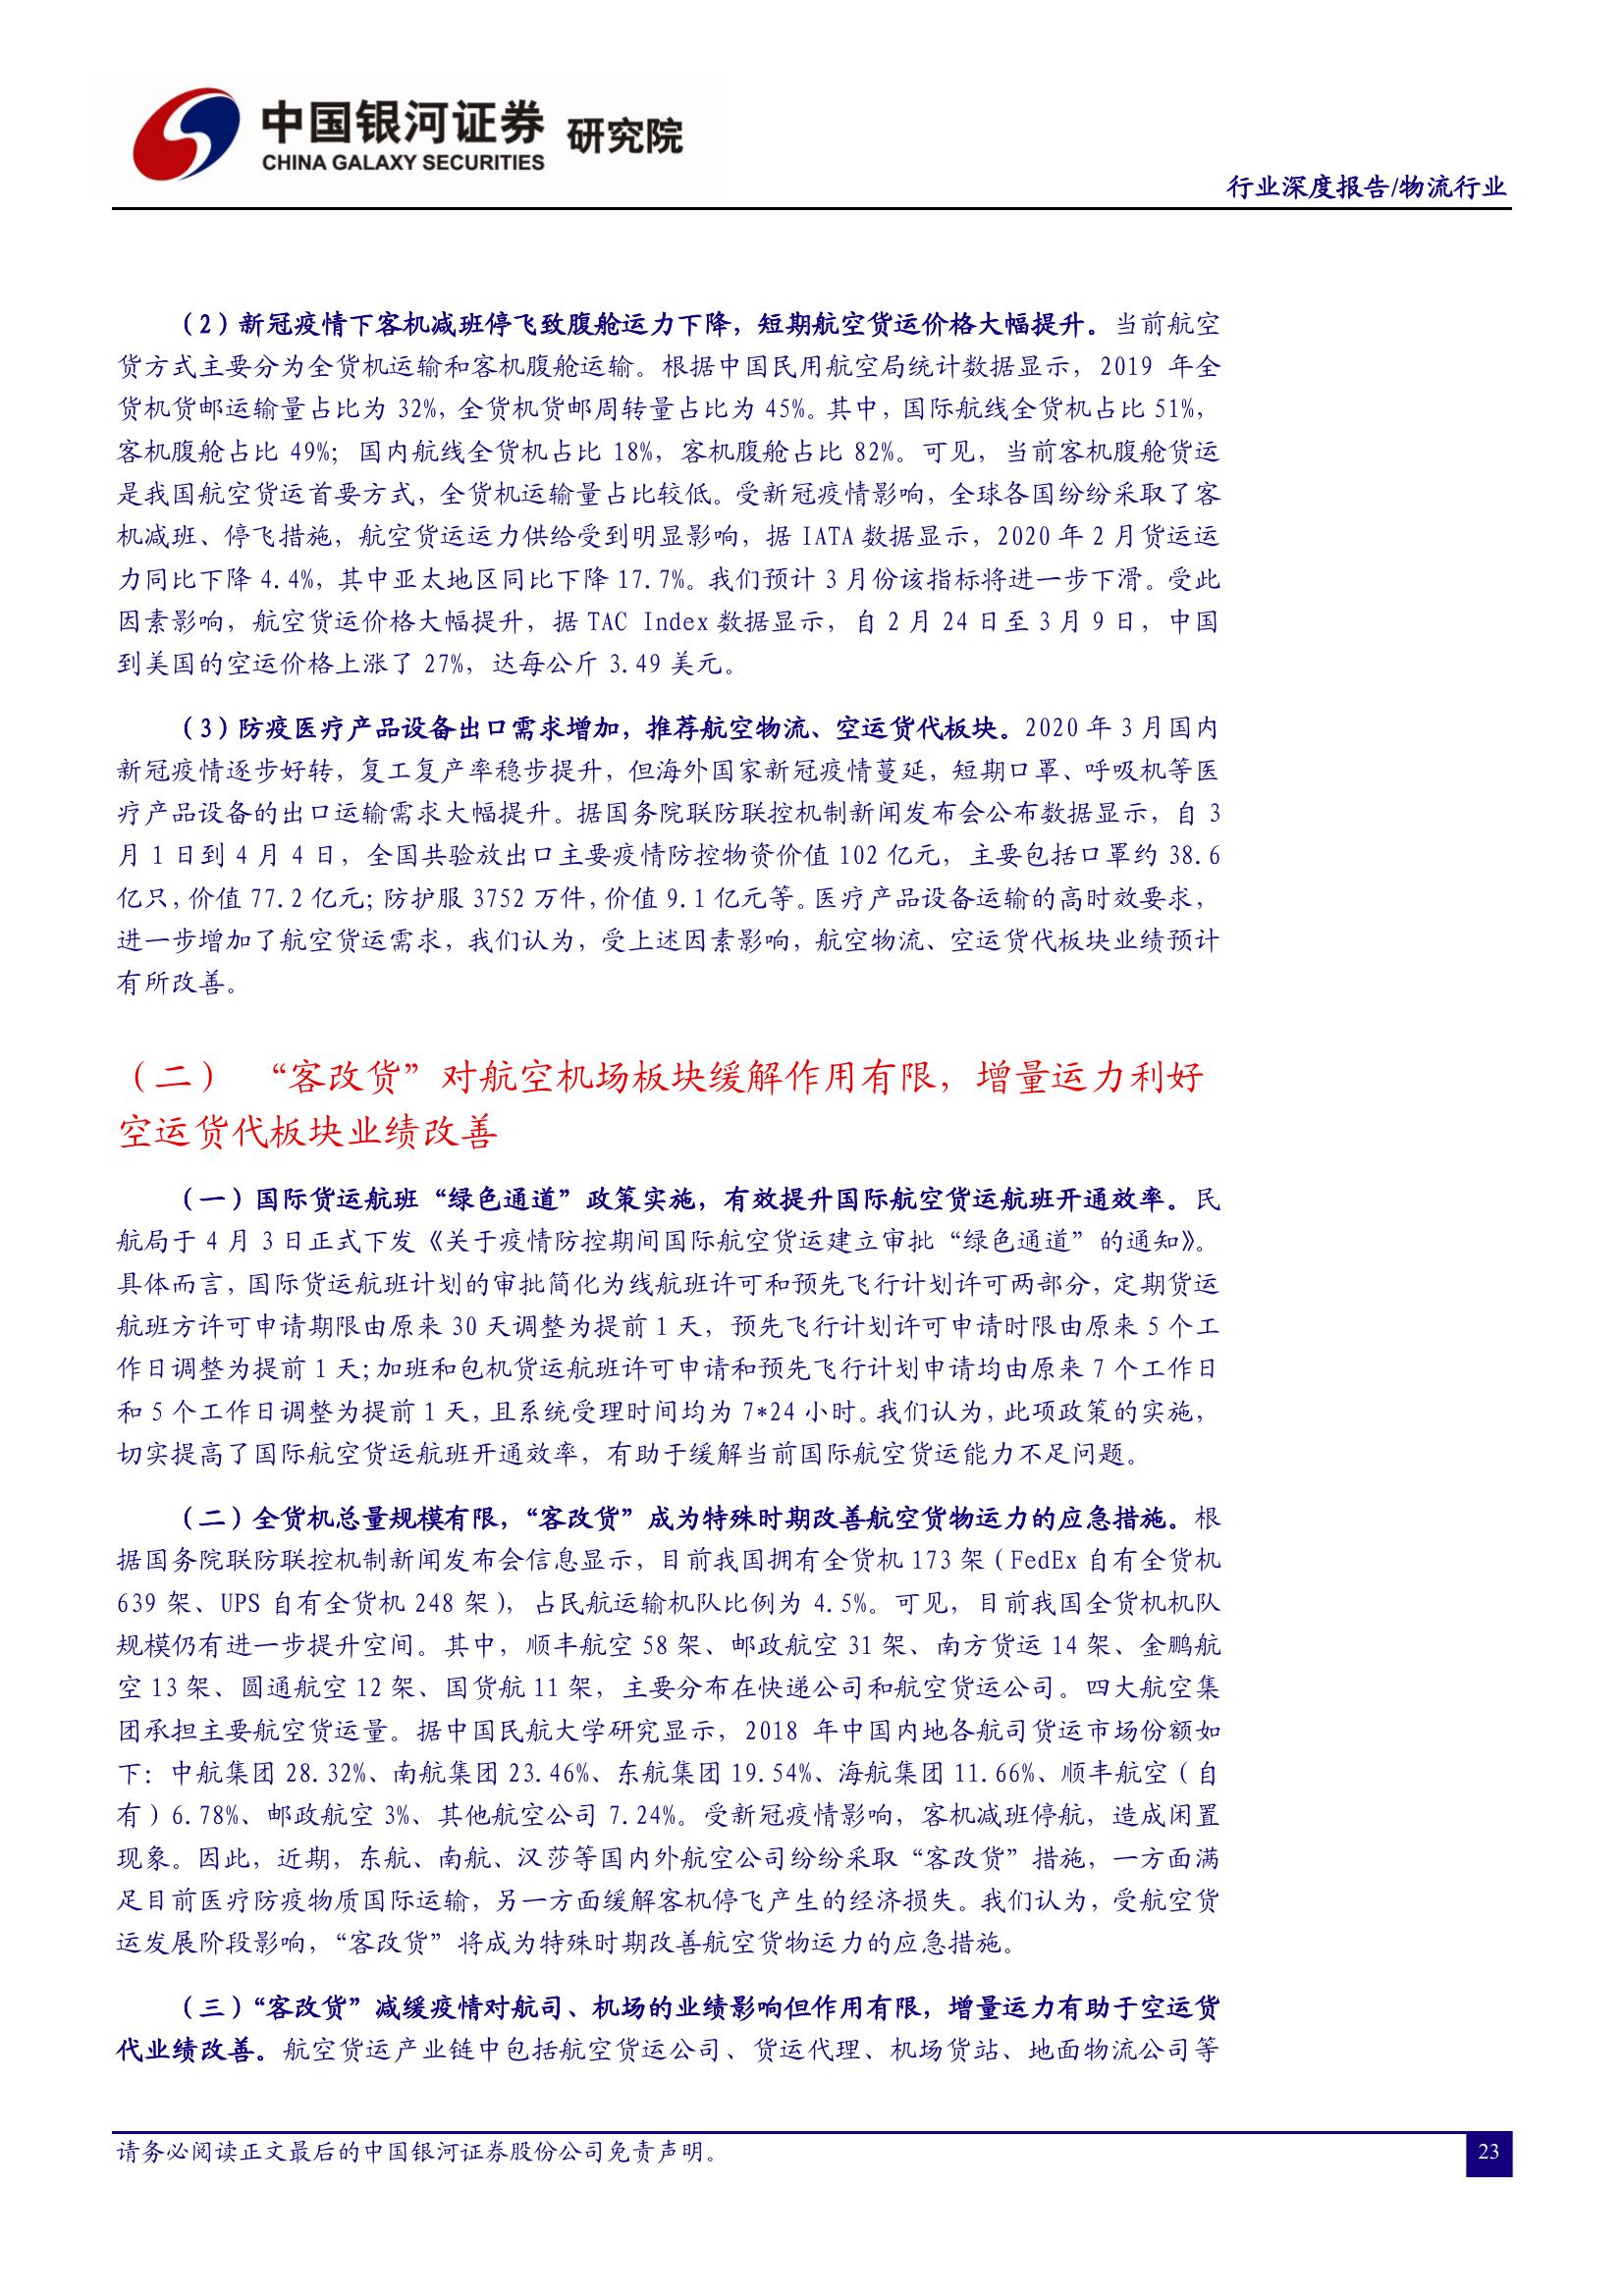 中国银河证券 研究院
CHINA GALAXY SECURITIES
行业深度报告/物流行业
（2）新冠疫情下客机减班停飞致腹舱运力下降，短期航空货运价格大幅提升。当前航空
货方式主要分为全货机运输和客机腹舱运输。根据中国民用航空局统计数据显示，2019 年全
货机货邮运输量占比为 32%，全货机货邮周转量占比为 45%。其中，国际航线全货机占比 51%，
客机腹舱占比 49%；国内航线全货机占比 18%，客机腹舱占比 82%。可见，当前客机腹舱货运
是我国航空货运首要方式，全货机运输量占比较低。受新冠疫情影响，全球各国纷纷采取了客
机减班、停飞措施，航空货运运力供给受到明显影响，据 IATA 数据显示，2020 年 2 月货运运
力同比下降 4.4%，其中亚太地区同比下降 17.7%。我们预计 3 月份该指标将进一步下滑。受此
因素影响，航空货运价格大幅提升，据 TAC Index 数据显示，自 2 月 24 日至 3 月 9 日，中国
到美国的空运价格上涨了 27%，达每公斤 3.49 美元。
（3）防疫医疗产品设备出口需求增加，推荐航空物流、空运货代板块。2020 年 3 月国内
新冠疫情逐步好转，复工复产率稳步提升，但海外国家新冠疫情蔓延，短期口罩、呼吸机等医
疗产品设备的出口运输需求大幅提升。据国务院联防联控机制新闻发布会公布数据显示，自 3
月 1 日到 4 月 4 日，全国共验放出口主要疫情防控物资价值 102 亿元，主要包括口罩约 38.6
亿只，价值 77.2 亿元；防护服 3752 万件，价值 9.1 亿元等。医疗产品设备运输的高时效要求，
进一步增加了航空货运需求，我们认为，受上述因素影响，航空物流、空运货代板块业绩预计
有所改善。
（二） “客改货”对航空机场板块缓解作用有限，增量运力利好
空运货代板块业绩改善
（一）国际货运航班“绿色通道”政策实施，有效提升国际航空货运航班开通效率。民
航局于 4 月 3 日正式下发《关于疫情防控期间国际航空货运建立审批“绿色通道”的通知》。
具体而言，国际货运航班计划的审批简化为线航班许可和预先飞行计划许可两部分，定期货运
航班方许可申请期限由原来 30 天调整为提前 1 天，预先飞行计划许可申请时限由原来 5 个工
作日调整为提前 1 天；加班和包机货运航班许可申请和预先飞行计划申请均由原来 7 个工作日
和 5 个工作日调整为提前 1 天，且系统受理时间均为 7*24 小时。我们认为，此项政策的实施，
切实提高了国际航空货运航班开通效率，有助于缓解当前国际航空货运能力不足问题。
（二）全货机总量规模有限，“客改货”成为特殊时期改善航空货物运力的应急措施。根
据国务院联防联控机制新闻发布会信息显示，目前我国拥有全货机 173 架（FedEx 自有全货机
639 架、UPS 自有全货机 248 架），占民航运输机队比例为 4.5%。可见，目前我国全货机机队
规模仍有进一步提升空间。其中，顺丰航空 58 架、邮政航空 31 架、南方货运 14 架、金鹏航
空 13 架、圆通航空 12 架、国货航 11 架，主要分布在快递公司和航空货运公司。四大航空集
团承担主要航空货运量。据中国民航大学研究显示，2018 年中国内地各航司货运市场份额如
下：中航集团 28.32%、南航集团 23.46%、东航集团 19.54%、海航集团 11.66%、顺丰航空（自
有）6.78%、邮政航空 3%、其他航空公司 7.24%。受新冠疫情影响，客机减班停航，造成闲置
现象。因此，近期，东航、南航、汉莎等国内外航空公司纷纷采取“客改货”措施，一方面满
足目前医疗防疫物质国际运输，另一方面缓解客机停飞产生的经济损失。我们认为，受航空货
运发展阶段影响，“客改货”将成为特殊时期改善航空货物运力的应急措施。
（三）“客改货”减缓疫情对航司、机场的业绩影响但作用有限，增量运力有助于空运货
代业绩改善。航空货运产业链中包括航空货运公司、货运代理、机场货站、地面物流公司等
请务必阅读正文最后的中国银河证券股份公司免责声明。
23